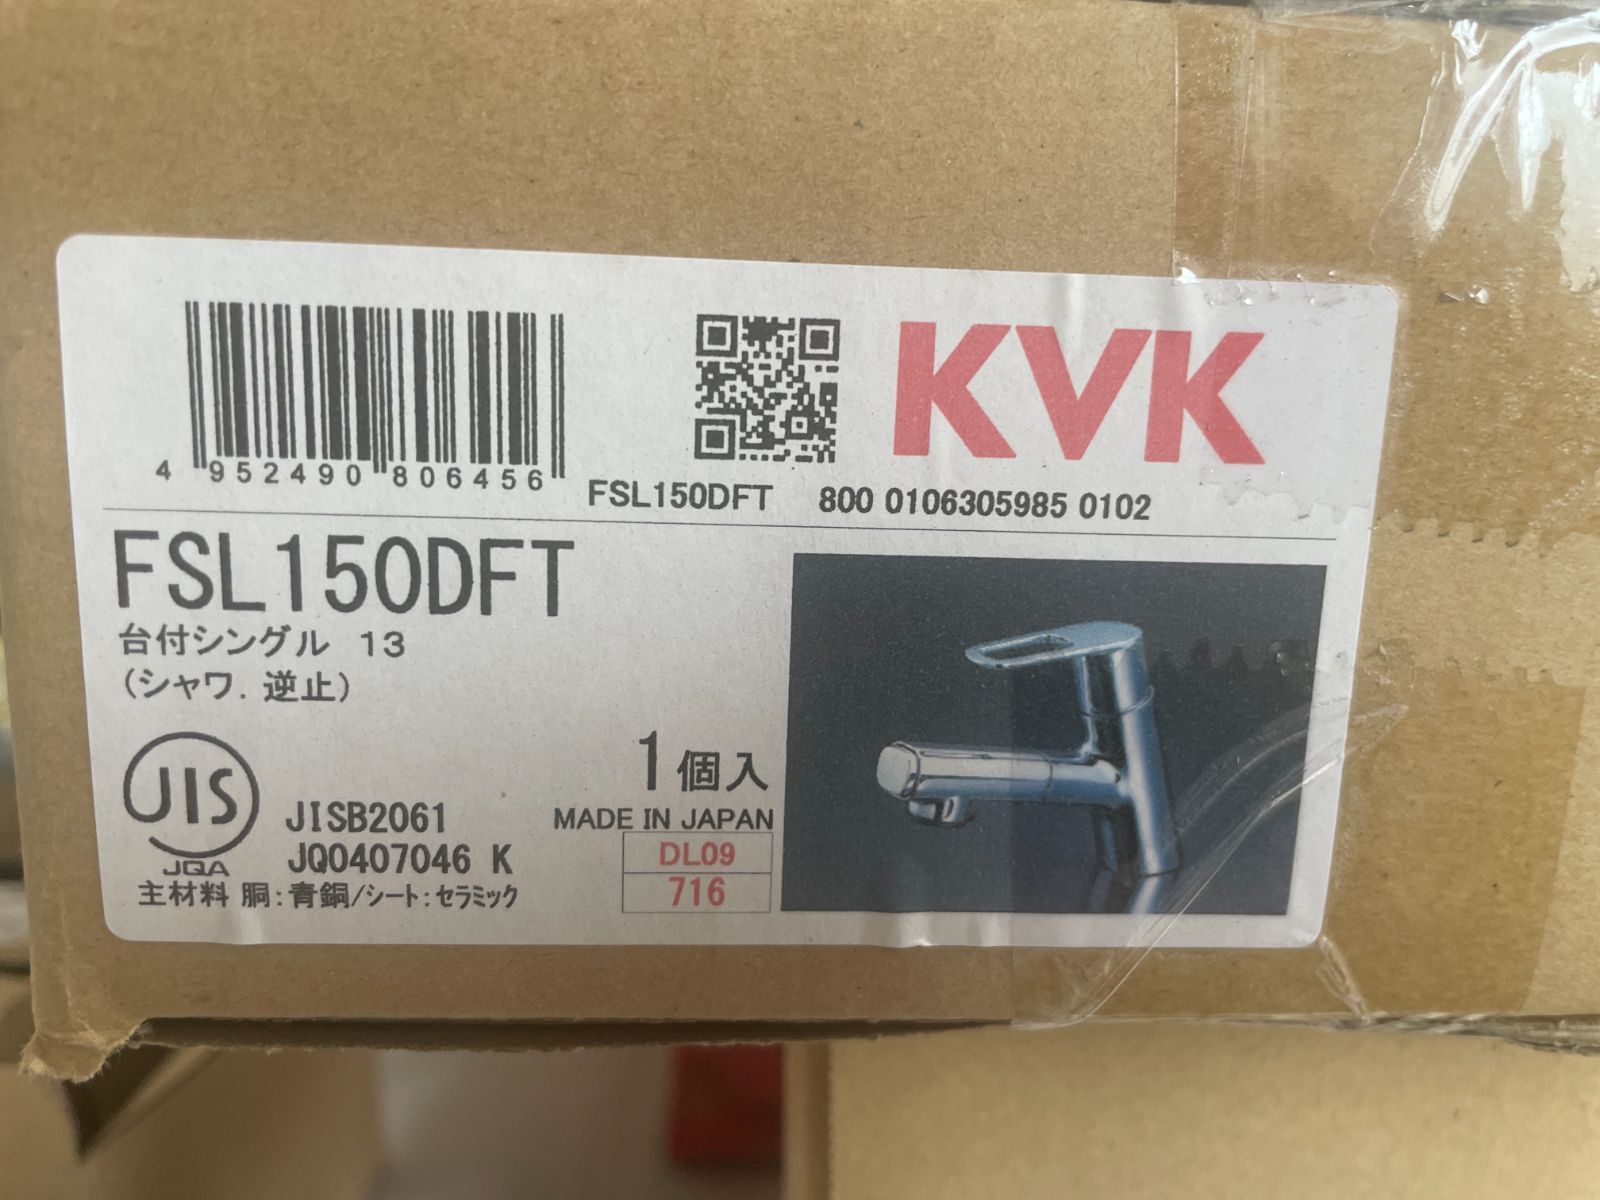 KVK
4 952490 806456
FSL150DFT 800 0106305985 0102
FSL150DFT
台付シングル 13
(シャワ.逆止)
1個入
JIS
JISB2061
MADE IN JAPAN
JQA
JQ0407046 K
DL09
716
主材料 胴:青銅/シート:セラミック